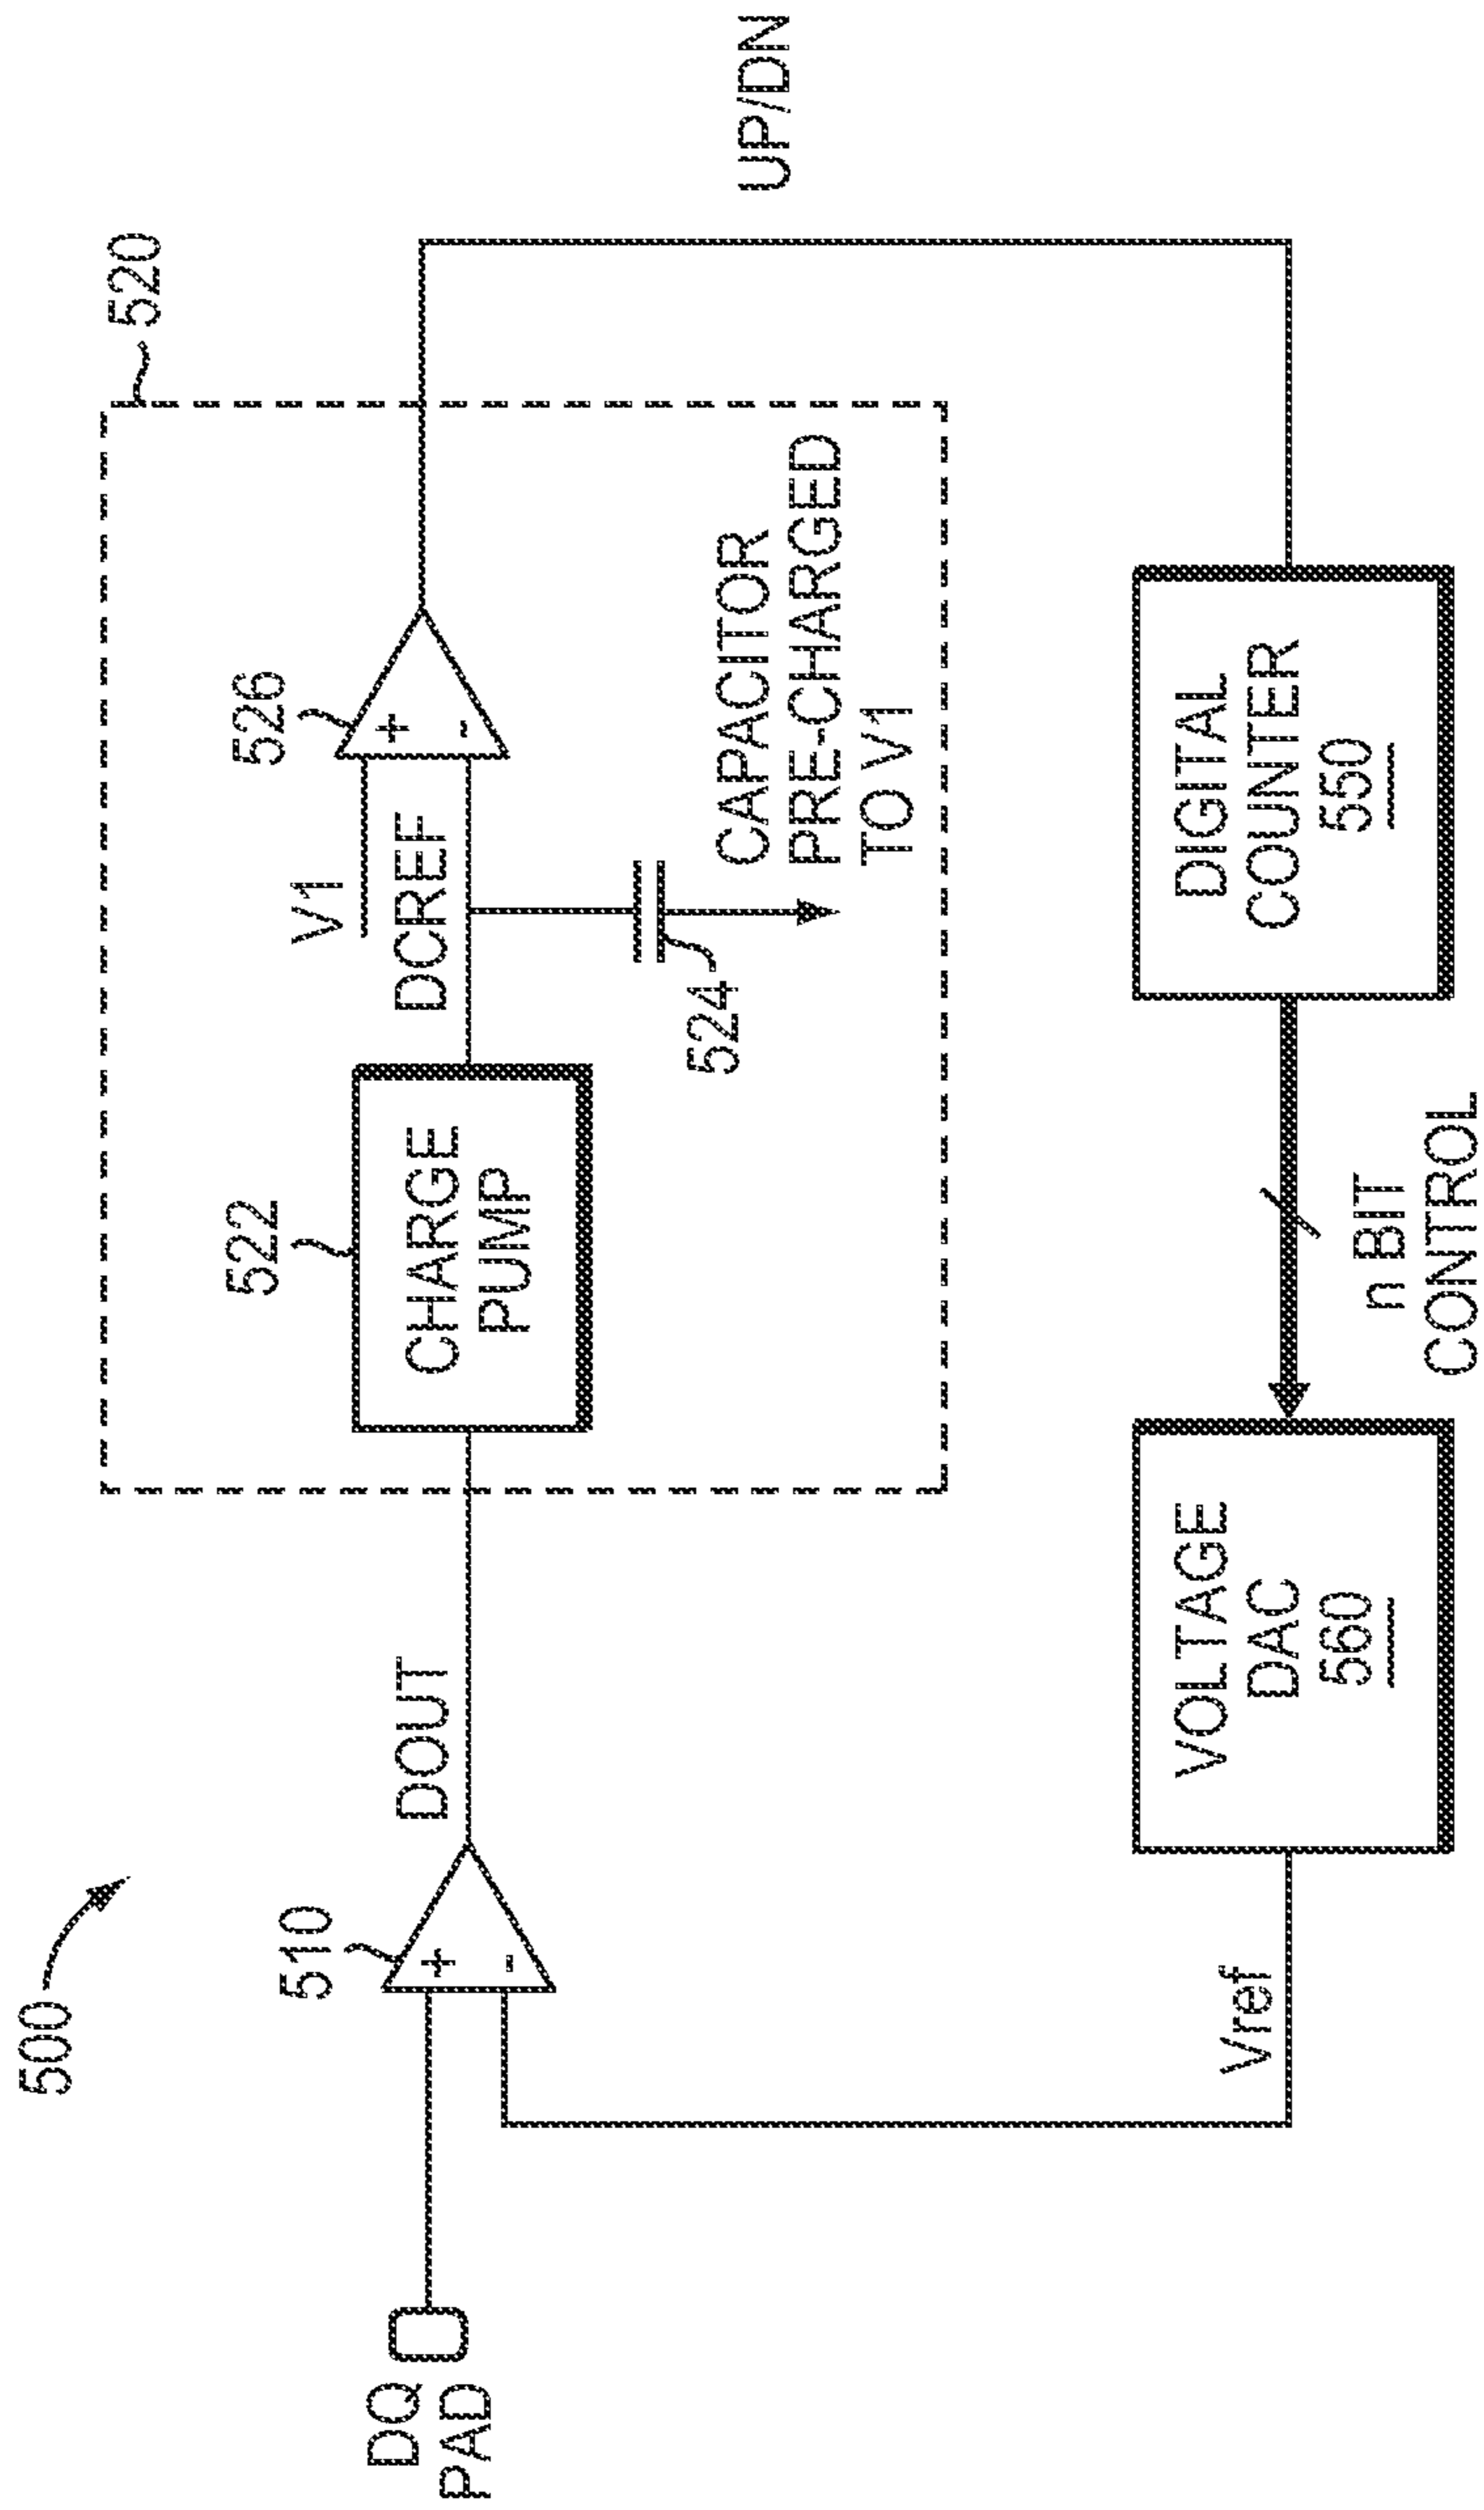 500
520
DQ
PAD
510
DOUT
522
CHARGE
PUMP
V1
DCREF
526
+
-
+
-
524
CAPACITOR
PRE-CHARGED
TO V1
UP/DN
Vref
VOLTAGE
DAC
560
n BIT
CONTROL
DIGITAL
COUNTER
550